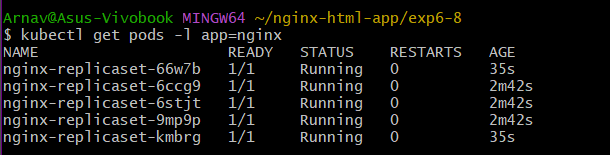 Arnav@Asus-Vivobook MINGW64 ~/nginx-html-app/exp6-8
$ kubectl get pods -l app=nginx
NAME READY STATUS RESTARTS AGE
nginx-replicaset-66w7b 1/1 Running 0 35s
nginx-replicaset-6ccg9 1/1 Running 0 2m42s
nginx-replicaset-6stjt 1/1 Running 0 2m42s
nginx-replicaset-9mp9p 1/1 Running 0 2m42s
nginx-replicaset-kmbrg 1/1 Running 0 35s